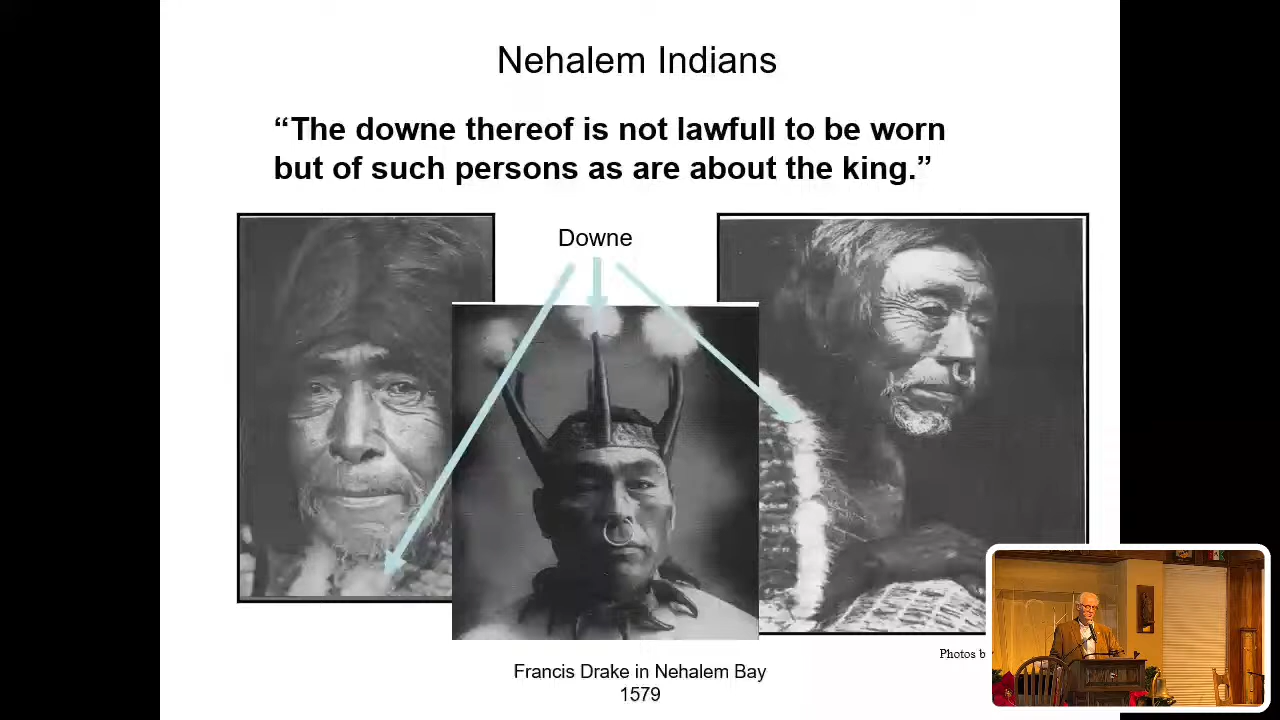 Nehalem Indians
“The downe thereof is not lawfull to be worn
but of such persons as are about the king.”
Downe
Photos b
Francis Drake in Nehalem Bay
1579